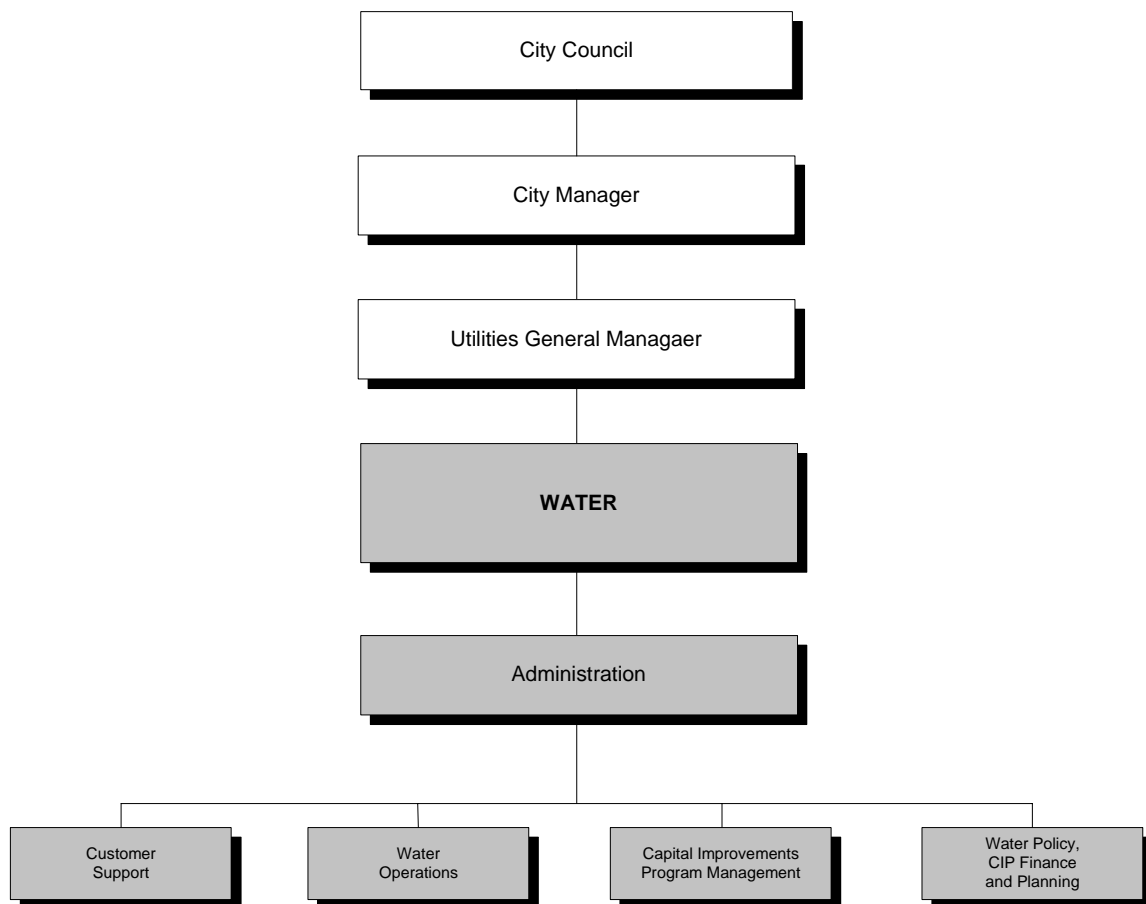 City Council
City Manager
Utilities General Managaer
WATER
Administration
Customer
Support
Water
Operations
Capital Improvements
Program Management
Water Policy,
CIP Finance
and Planning